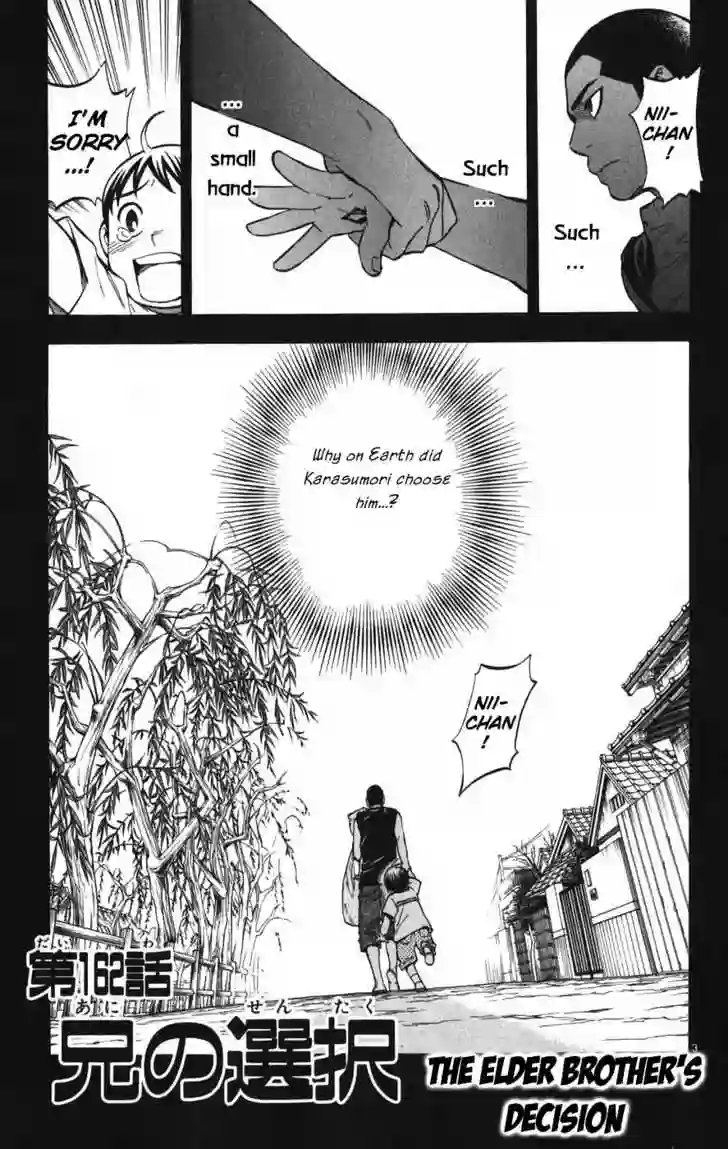 NII-
CHAN
!
Such
...
Such
...
...
a
small
hand.
I'M
SORRY
...!
Why on Earth did
Karasumori choose
him...?
NII-
CHAN
!
だい わ
第162話
あに せんたく
兄の選択
THE ELDER BROTHER'S
DECISION
3